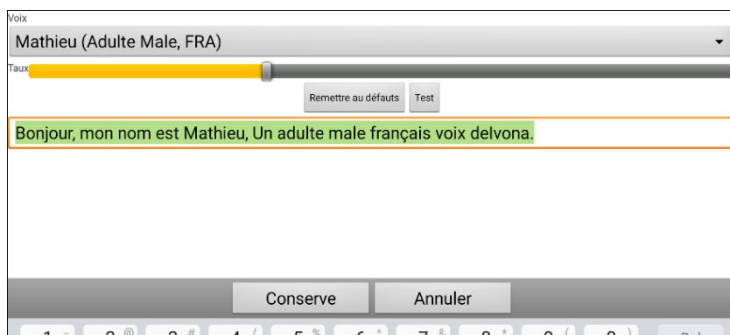 Voix
Mathieu (Adulte Male, FRA)
Taux
Remettre au défauts Test
Bonjour, mon nom est Mathieu, Un adulte male français voix delvona.
Conserve Annuler